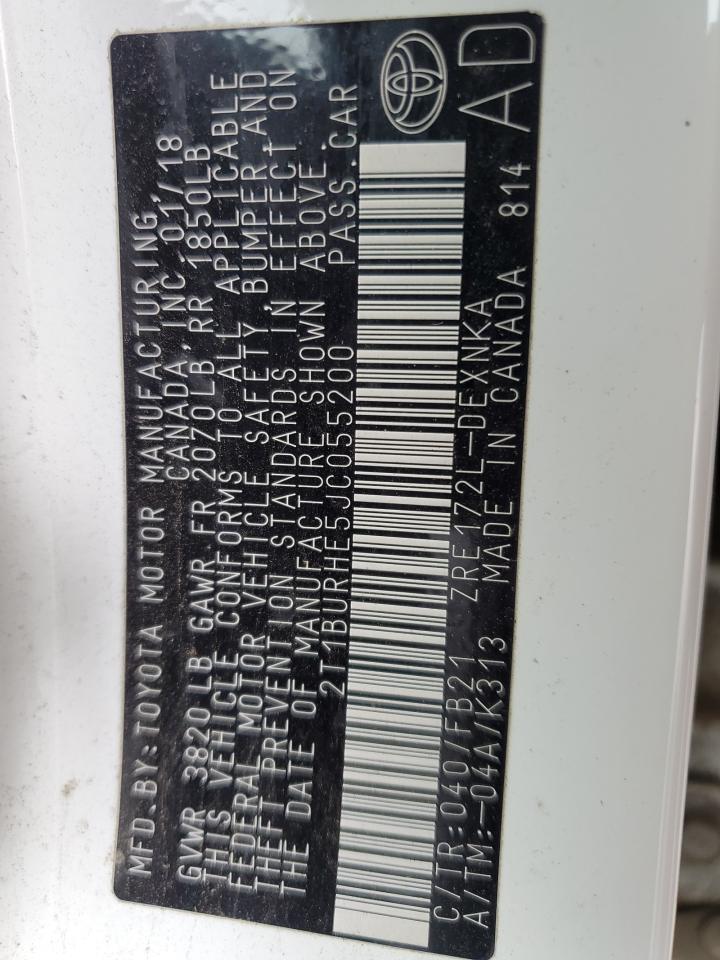 MFD.BY:TOYOTA MOTOR MANUFACTURING,
CANADA, INC. 01/18
GVWR 3820 LB GAWR FR 2070 LB, RR 1850LB
THIS VEHICLE CONFORMS TO ALL APPLICABLE
FEDERAL MOTOR VEHICLE SAFETY, BUMPER AND
THEFT PREVENTION STANDARDS IN EFFECT ON
THE DATE OF MANUFACTURE SHOWN ABOVE.
2T1BURHE5JC055200 PASS.CAR
C/TR:040/FB21 ZRE172L-DEXNKA
A/TM:-04A/K313 MADE IN CANADA 814
AD